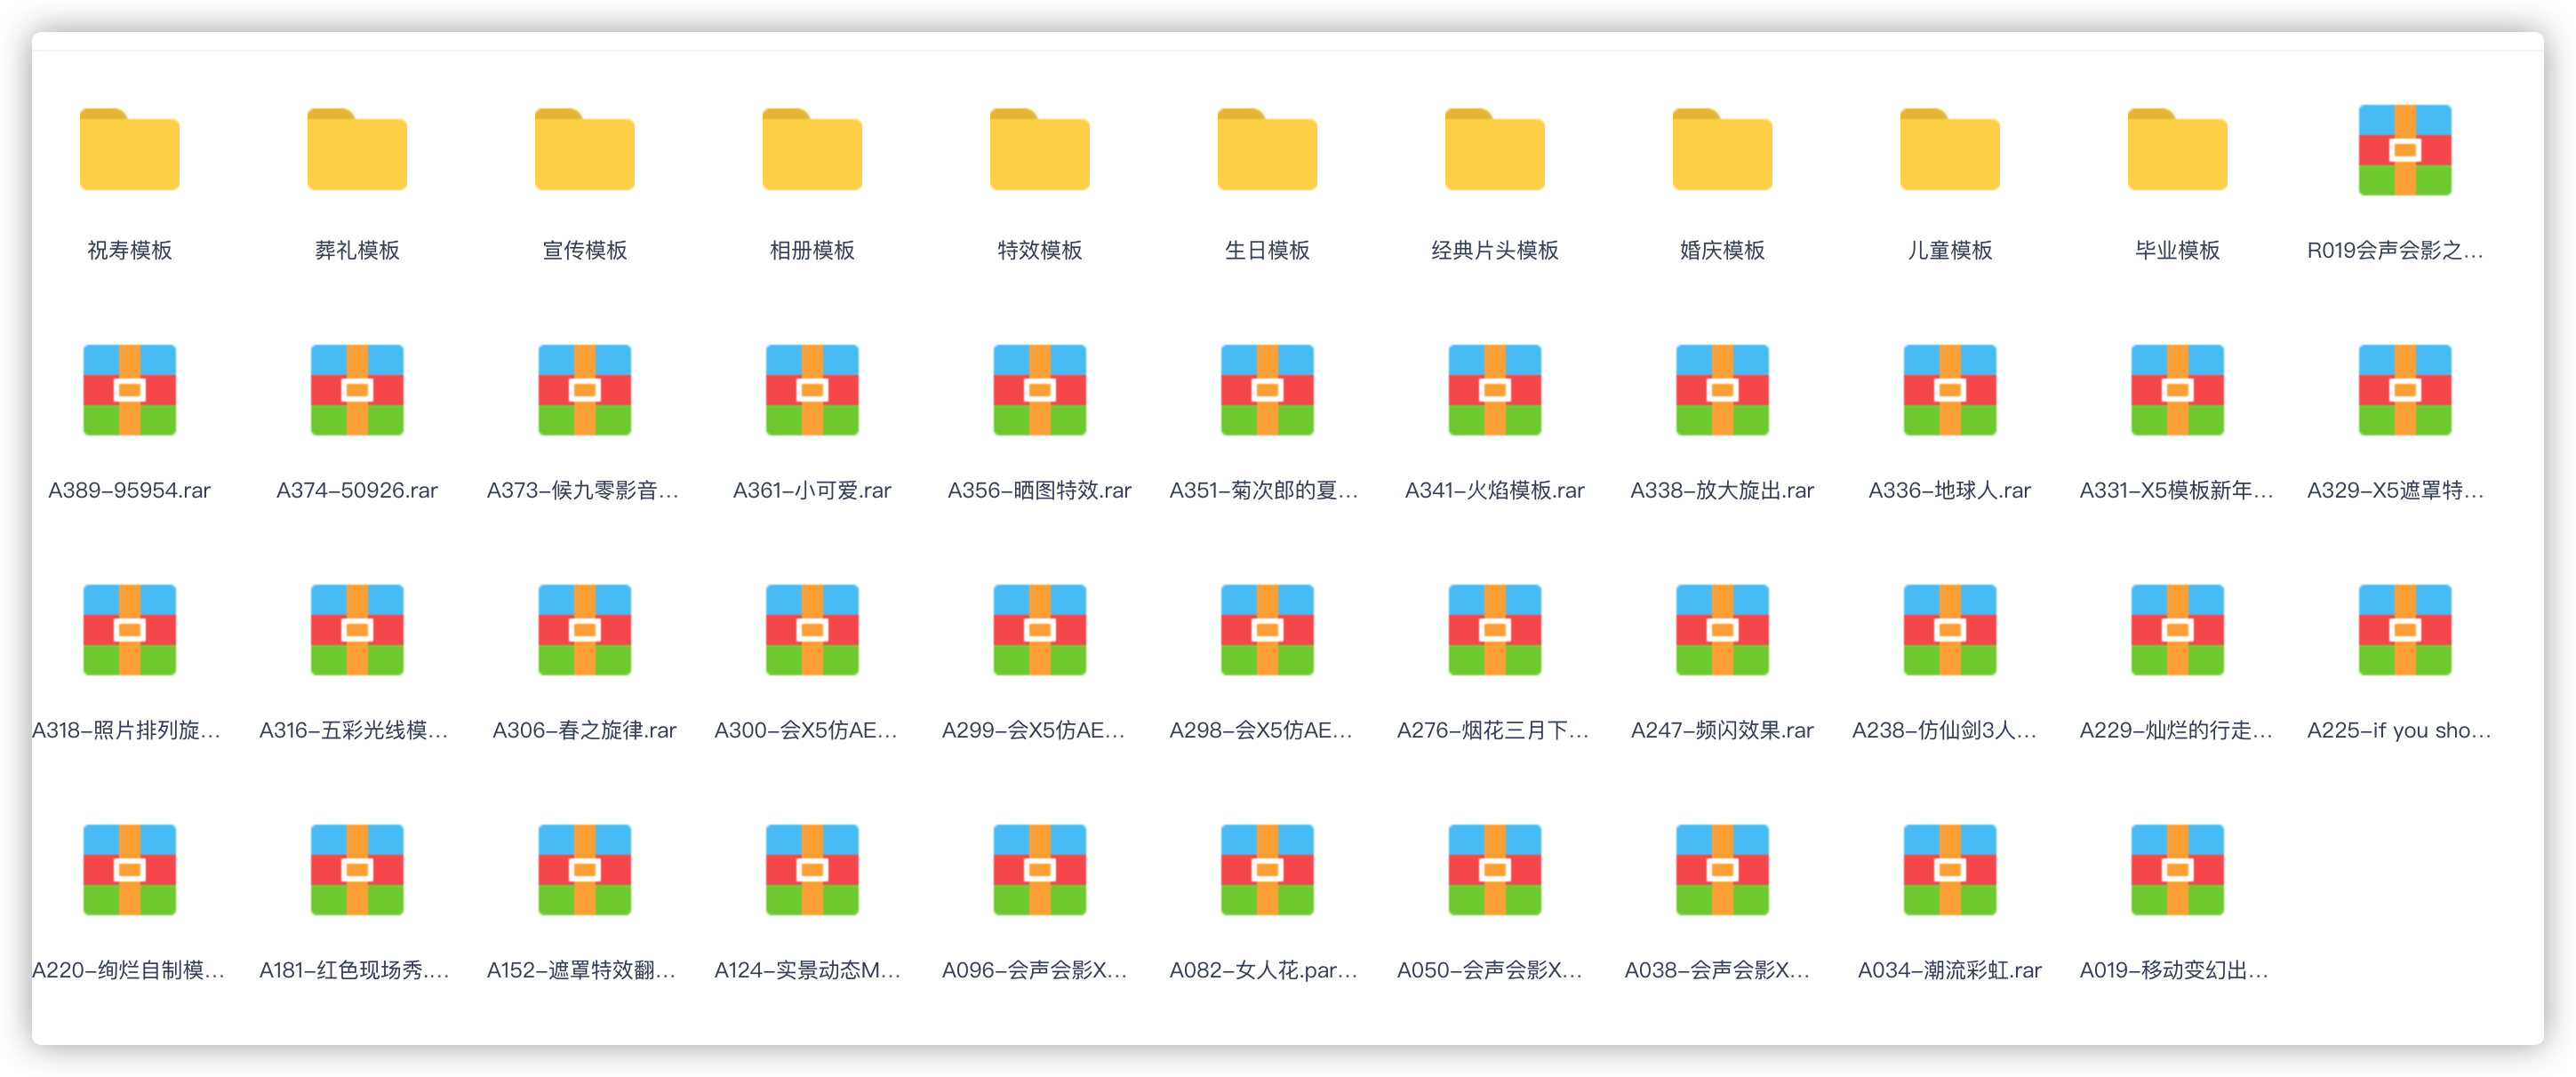 祝寿模板
葬礼模板
宣传模板
相册模板
特效模板
生日模板
经典片头模板
婚庆模板
儿童模板
毕业模板
R019会声会影之...
A389-95954.rar
A374-50926.rar
A373-候九零影音...
A361-小可爱.rar
A356-晒图特效.rar
A351-菊次郎的夏...
A341-火焰模板.rar
A338-放大旋出.rar
A336-地球人.rar
A331-X5模板新年...
A329-X5遮罩特...
A318-照片排列旋...
A316-五彩光线模...
A306-春之旋律.rar
A300-会X5仿AE...
A299-会X5仿AE...
A298-会X5仿AE...
A276-烟花三月下...
A247-频闪效果.rar
A238-仿仙剑3人...
A229-灿烂的行走...
A225-if you sho...
A220-绚烂自制模...
A181-红色现场秀....
A152-遮罩特效翻...
A124-实景动态M...
A096-会声会影X...
A082-女人花.par...
A050-会声会影X...
A038-会声会影X...
A034-潮流彩虹.rar
A019-移动变幻出...